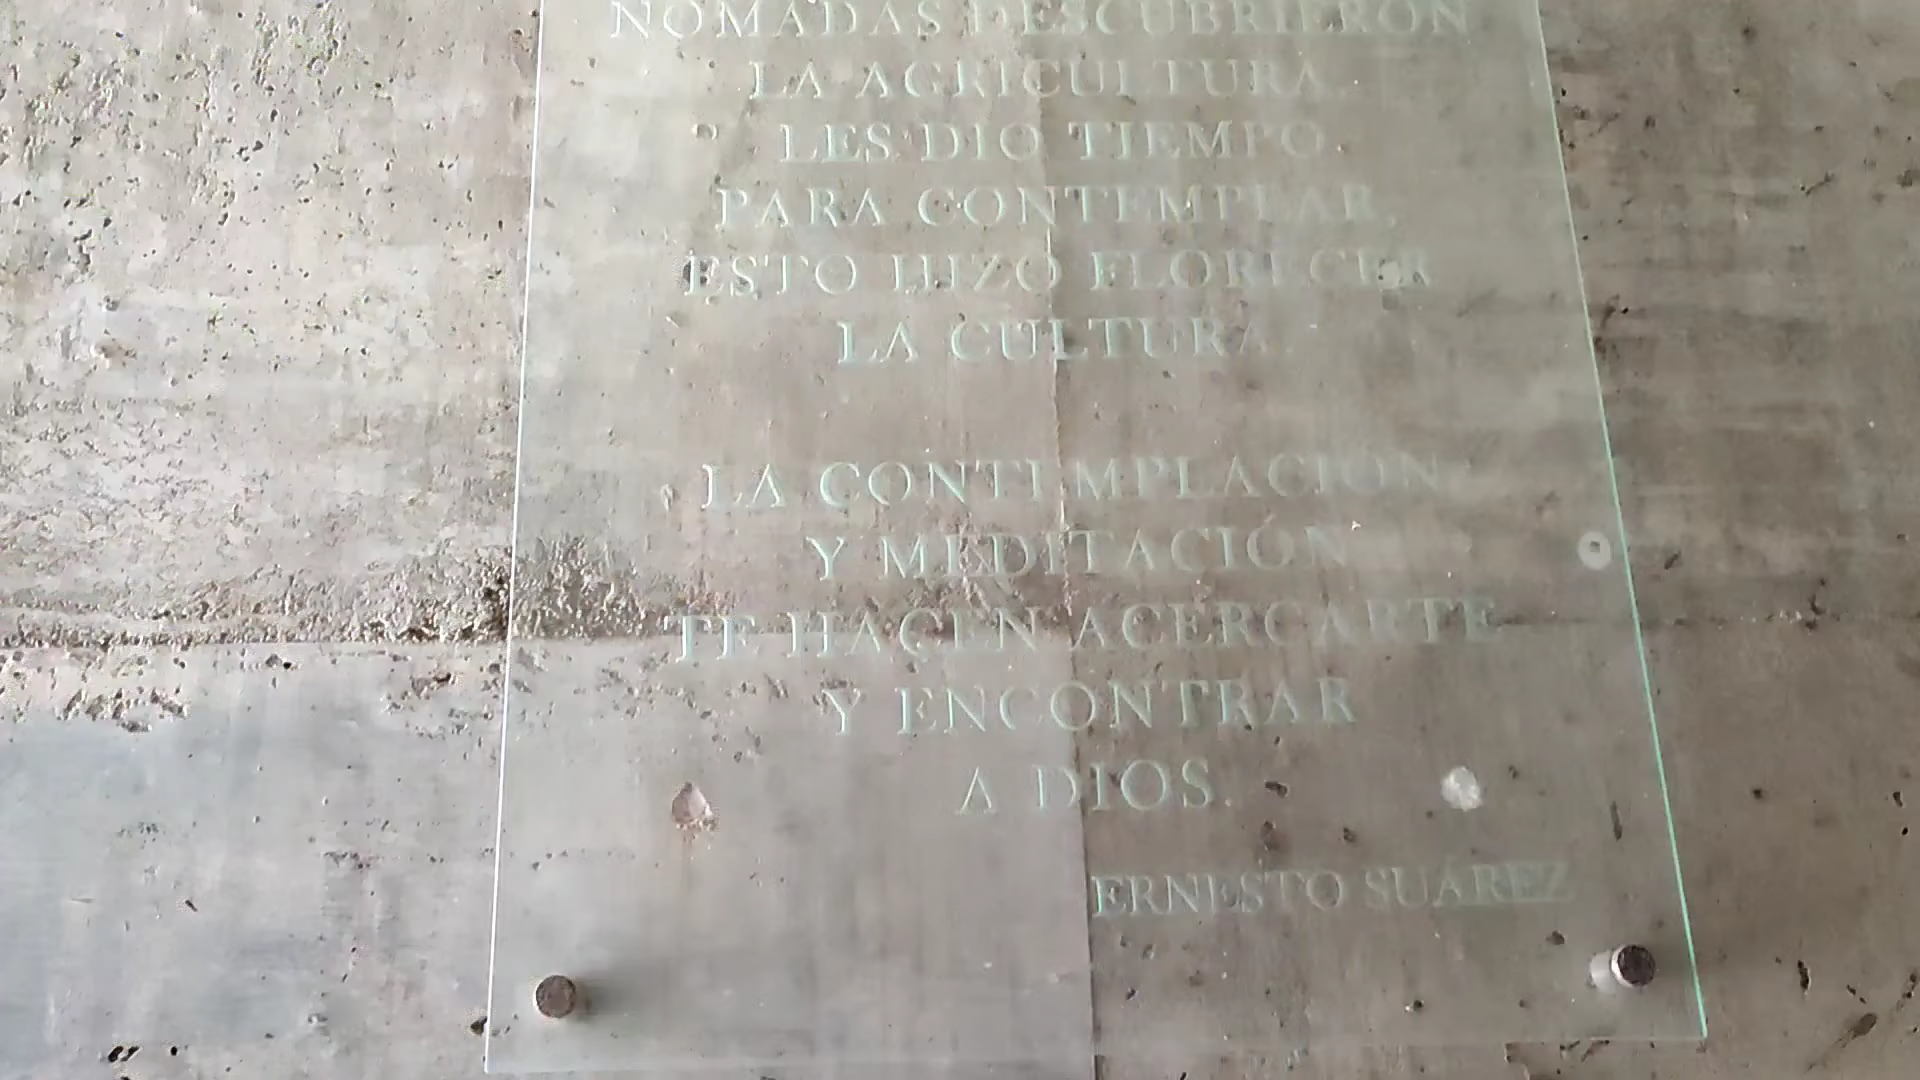 NÓMADAS DESCUBRIERON
LA AGRICULTURA,
LES DIO TIEMPO
PARA CONTEMPLAR,
ESTO HIZO FLORECER
LA CULTURA.
LA CONTEMPLACIÓN
Y MEDITACIÓN
TE HACEN ACERCARTE
Y ENCONTRAR
A DIOS.
ERNESTO SUÁREZ